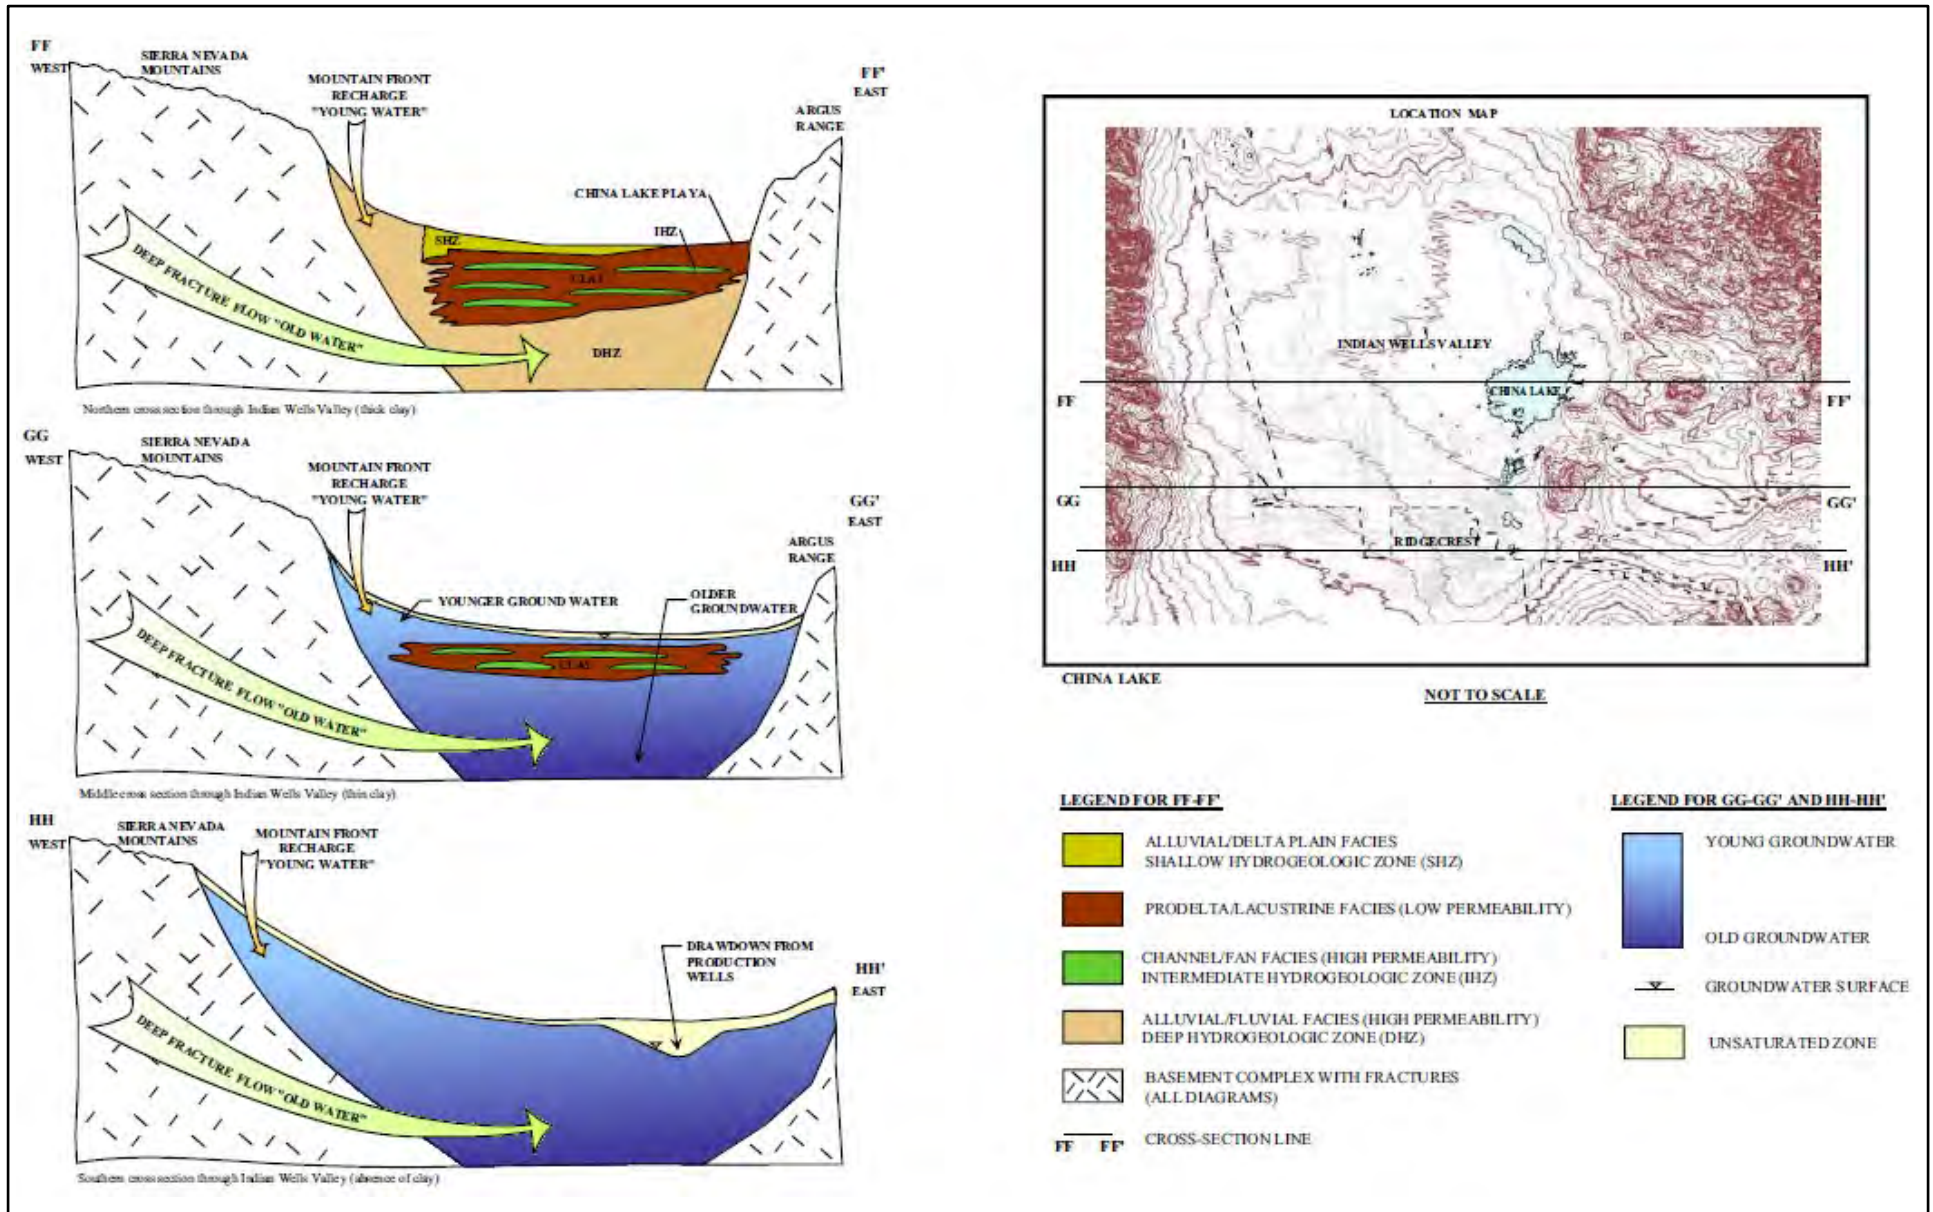 FF
WEST
SIERRA NEVADA
MOUNTAINS
MOUNTAIN FRONT
RECHARGE
"YOUNG WATER"
FF'
EAST
ARGUS
RANGE
CHINA LAKE PLAYA
IHZ
SHZ
CLAY
DEEP FRACTURE FLOW "OLD WATER"
DHZ
Northern cross section through Indian Wells Valley (thick clay)
GG
WEST
SIERRA NEVADA
MOUNTAINS
MOUNTAIN FRONT
RECHARGE
"YOUNG WATER"
GG'
EAST
ARGUS
RANGE
YOUNGER GROUND WATER
OLDER
GROUNDWATER
CLAY
DEEP FRACTURE FLOW "OLD WATER"
Middle cross section through Indian Wells Valley (thin clay)
HH
WEST
SIERRA NEVADA
MOUNTAINS
MOUNTAIN FRONT
RECHARGE
"YOUNG WATER"
DRAWDOWN FROM
PRODUCTION
WELLS
HH'
EAST
DEEP FRACTURE FLOW "OLD WATER"
Southern cross section through Indian Wells Valley (absence of clay)
LOCATION MAP
INDIAN WELLS VALLEY
CHINA LAKE
FF
FF'
GG
GG'
RIDGECREST
HH
HH'
CHINA LAKE
NOT TO SCALE
LEGEND FOR FF-FF'
ALLUVIAL/DELTA PLAIN FACIES
SHALLOW HYDROGEOLOGIC ZONE (SHZ)
PRODELTA/LACUSTRINE FACIES (LOW PERMEABILITY)
CHANNEL/FAN FACIES (HIGH PERMEABILITY)
INTERMEDIATE HYDROGEOLOGIC ZONE (IHZ)
ALLUVIAL/FLUVIAL FACIES (HIGH PERMEABILITY)
DEEP HYDROGEOLOGIC ZONE (DHZ)
BASEMENT COMPLEX WITH FRACTURES
(ALL DIAGRAMS)
FF FF' CROSS-SECTION LINE
LEGEND FOR GG-GG' AND HH-HH'
YOUNG GROUNDWATER
OLD GROUNDWATER
GROUNDWATER SURFACE
UNSATURATED ZONE